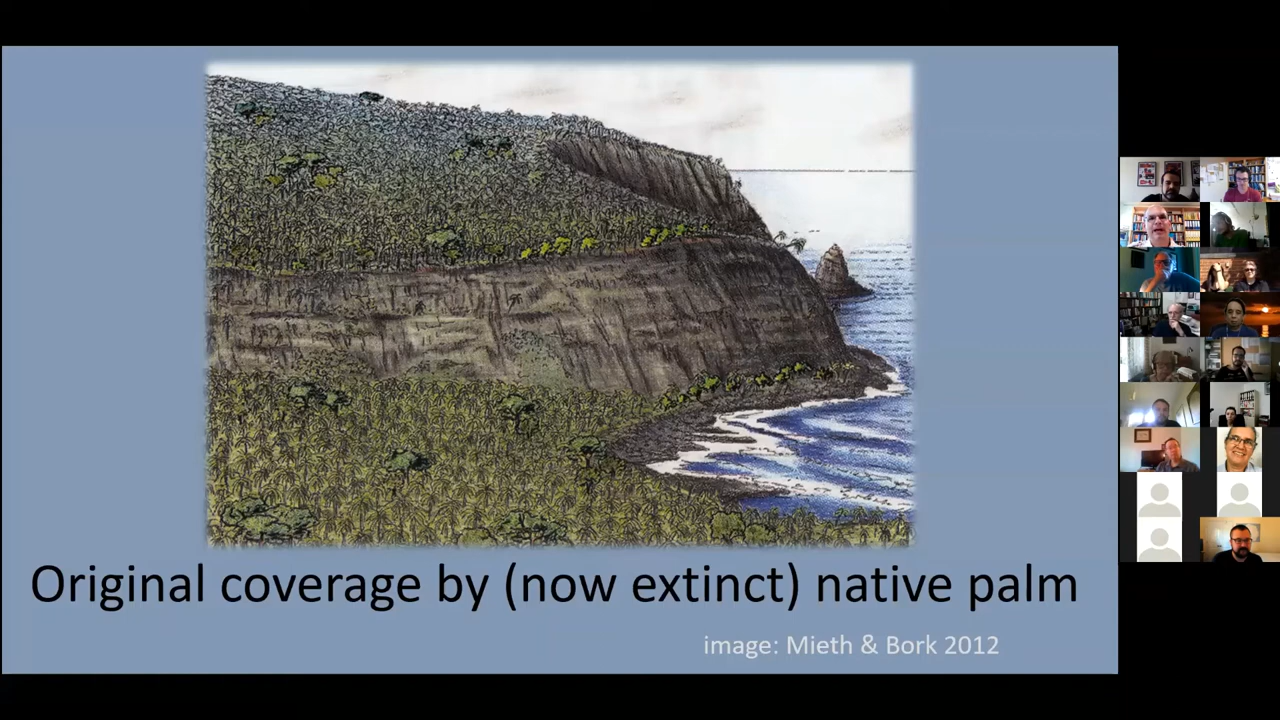 Original coverage by (now extinct) native palm
image: Mieth & Bork 2012